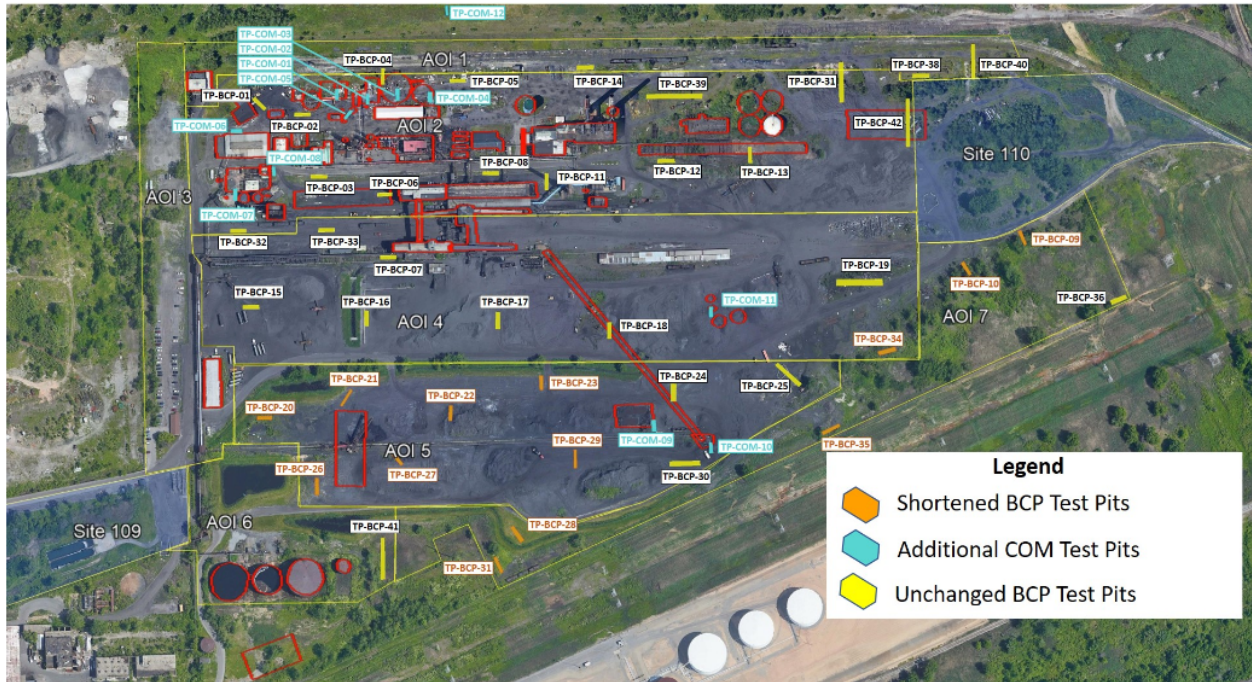 TP-COM-12
TP-COM-03
TP-COM-02
TP-COM-01
TP-COM-05
TP-BCP-04
AOI 1
TP-BCP-05
TP-BCP-14
TP-BCP-39
TP-BCP-31
TP-BCP-38
TP-BCP-40
TP-BCP-01
TP-COM-04
TP-BCP-02
TP-COM-06
AOI 2
TP-BCP-42
TP-COM-08
TP-BCP-08
TP-BCP-12
TP-BCP-13
Site 110
AOI 3
TP-BCP-03
TP-BCP-06
TP-BCP-11
TP-COM-07
TP-BCP-32
TP-BCP-33
TP-BCP-09
TP-BCP-07
TP-BCP-19
TP-BCP-10
TP-BCP-15
TP-BCP-16
TP-BCP-17
TP-COM-11
TP-BCP-36
AOI 4
AOI 7
TP-BCP-18
TP-BCP-34
TP-BCP-21
TP-BCP-23
TP-BCP-24
TP-BCP-25
TP-BCP-20
TP-BCP-22
TP-BCP-29
TP-COM-09
TP-COM-10
TP-BCP-35
AOI 5
TP-BCP-26
TP-BCP-27
TP-BCP-30
AOI 6
Site 109
TP-BCP-41
TP-BCP-28
TP-BCP-31
Legend
Shortened BCP Test Pits
Additional COM Test Pits
Unchanged BCP Test Pits